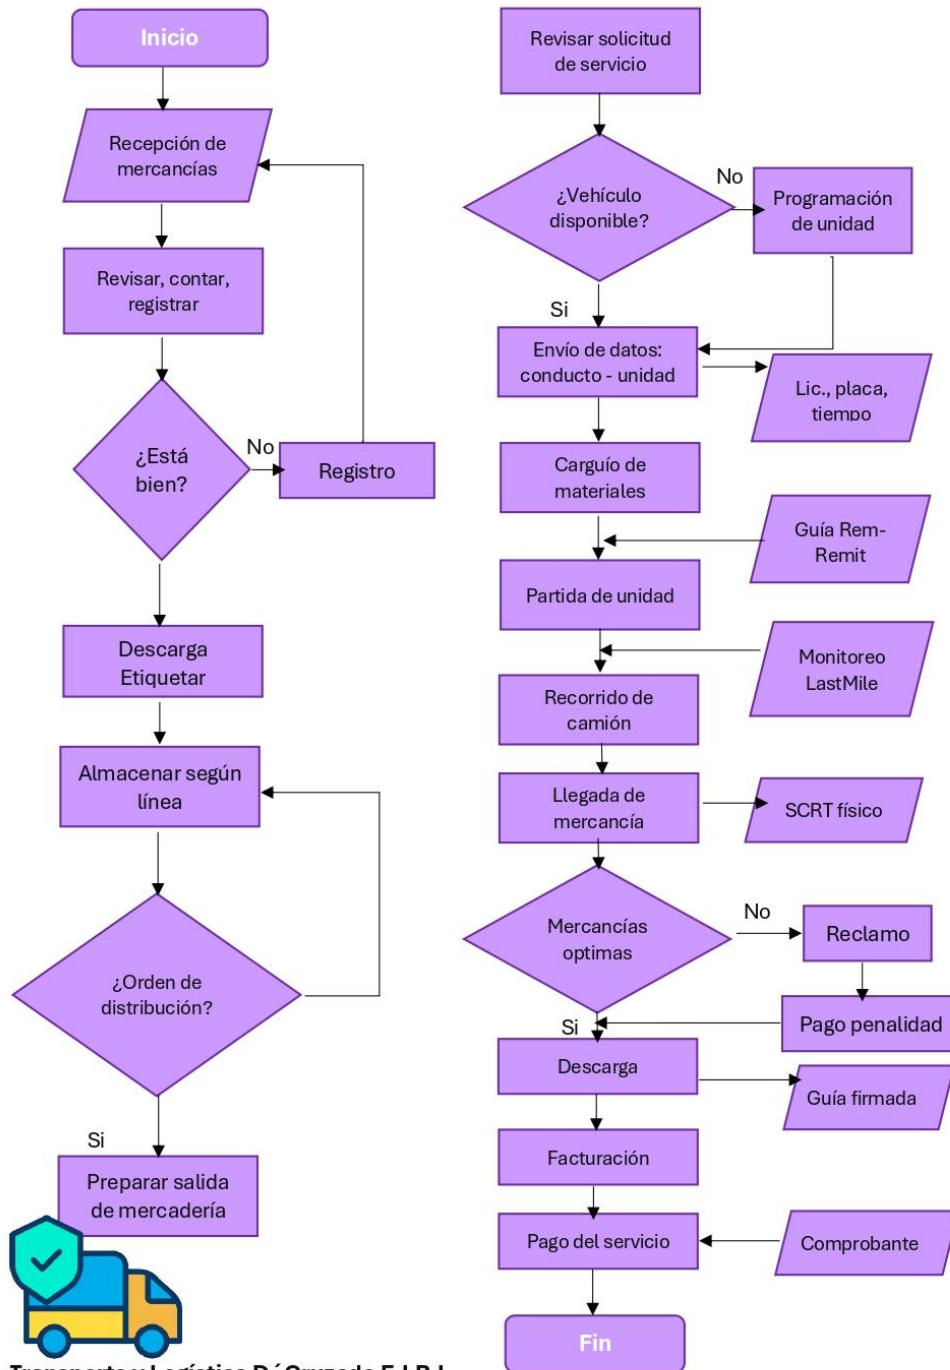 Inicio
Recepción de
mercancías
Revisar, contar,
registrar
¿Está
bien?
No
Registro
Descarga
Etiquetar
Almacenar según
línea
¿Orden de
distribución?
Si
Preparar salida
de mercadería
Transporte y Logística D´Cruzado E.I.R.L
Revisar solicitud
de servicio
¿Vehículo
disponible?
No
Programación
de unidad
Si
Envío de datos:
conducto - unidad
Lic., placa,
tiempo
Carguío de
materiales
Guía Rem-
Remit
Partida de unidad
Monitoreo
LastMile
Recorrido de
camión
Llegada de
mercancía
SCRT físico
Mercancías
optimas
No
Reclamo
Pago penalidad
Si
Descarga
Guía firmada
Facturación
Pago del servicio
Comprobante
Fin